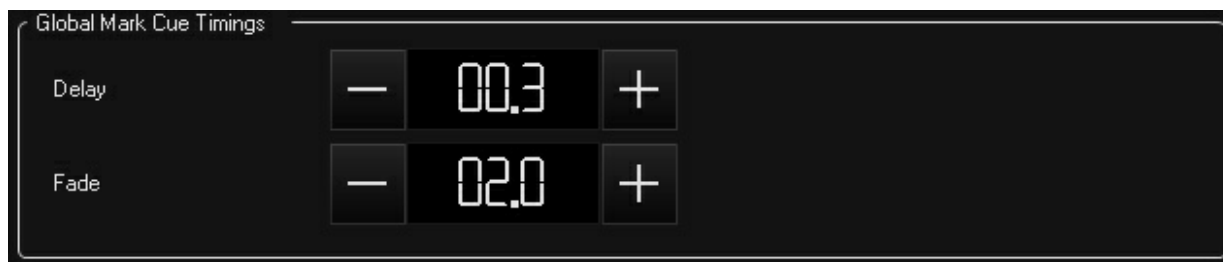 Global Mark Cue Timings
Delay — 00.3 +
Fade — 02.0 +